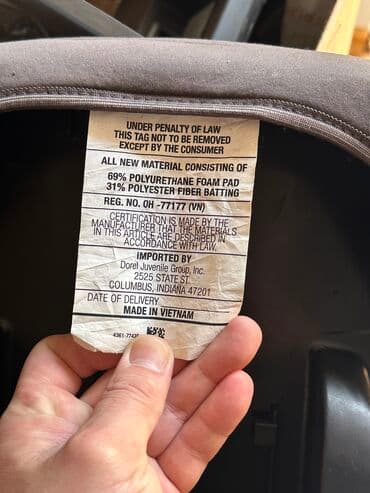 UNDER PENALTY OF LAW
THIS TAG NOT TO BE REMOVED
EXCEPT BY THE CONSUMER
ALL NEW MATERIAL CONSISTING OF
69% POLYURETHANE FOAM PAD
31% POLYESTER FIBER BATTING
REG. NO. OH -77177 (VN)
CERTIFICATION IS MADE BY THE
MANUFACTURER THAT THE MATERIALS
IN THIS ARTICLE ARE DESCRIBED IN
ACCORDANCE WITH LAW.
IMPORTED BY
Dorel Juvenile Group, Inc.
2525 STATE ST.
COLUMBUS, INDIANA 47201
DATE OF DELIVERY
MADE IN VIETNAM